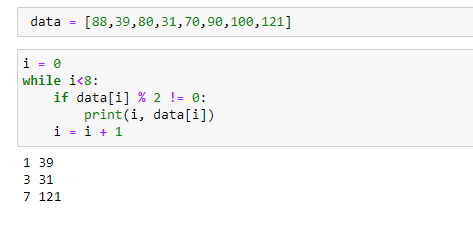 data = [88,39,80,31,70,90,100,121]
i = 0
while i<8:
    if data[i] % 2 != 0:
        print(i, data[i])
    i = i + 1
1 39
3 31
7 121